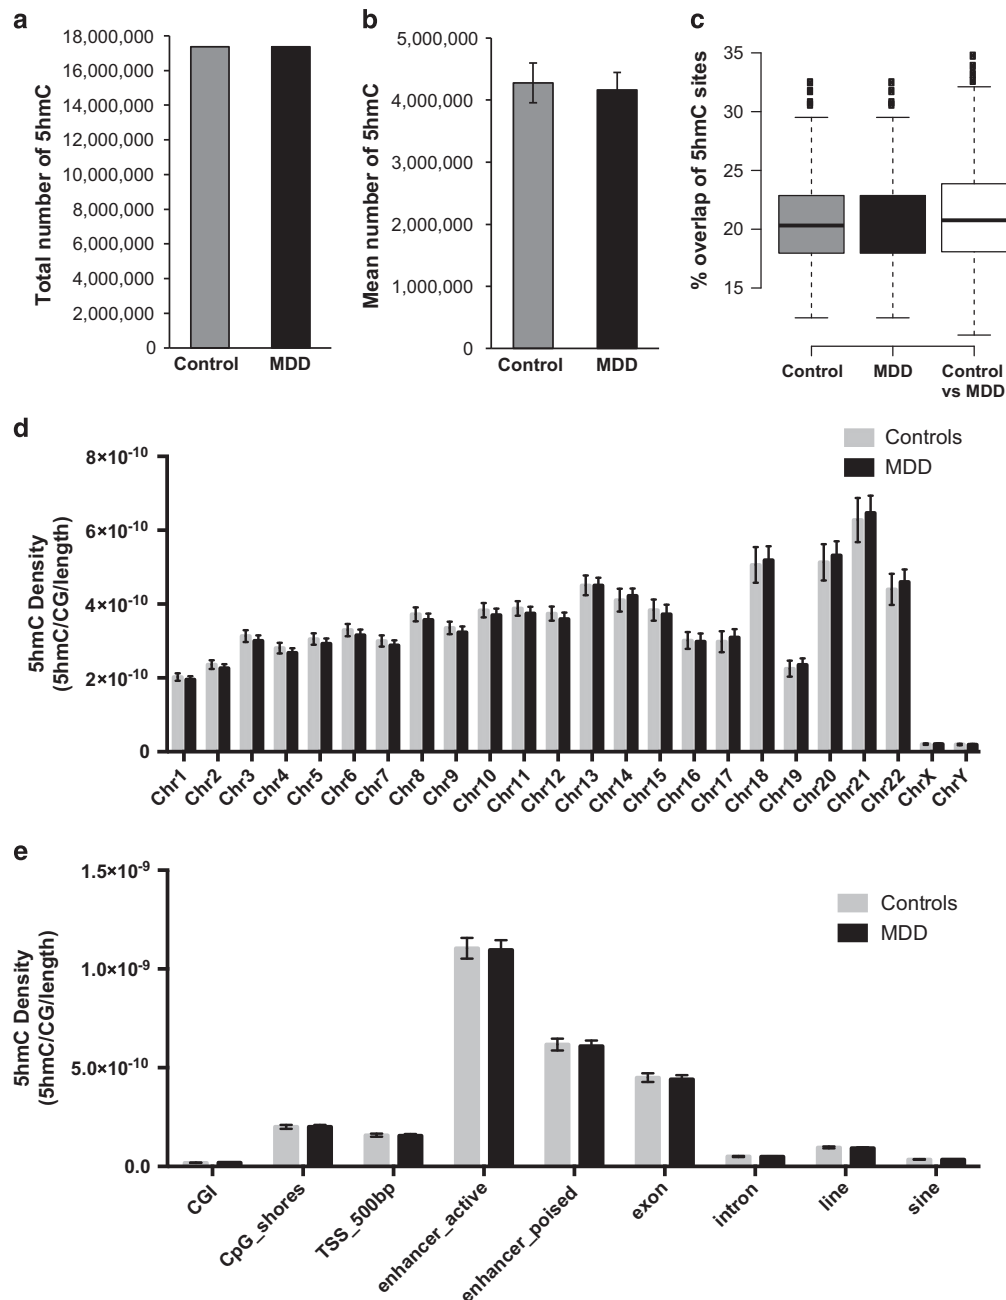 a
18,000,000
16,000,000
14,000,000
12,000,000
10,000,000
8,000,000
6,000,000
4,000,000
2,000,000
0
Total number of 5hmC
Control MDD
b
5,000,000
4,000,000
3,000,000
2,000,000
1,000,000
0
Mean number of 5hmC
Control MDD
c
35
30
25
20
15
% overlap of 5hmC sites
Control MDD Control
vs MDD
d
Controls
MDD
8×10-10
6×10-10
4×10-10
2×10-10
0
5hmC Density
(5hmC/CG/length)
Chr1 Chr2 Chr3 Chr4 Chr5 Chr6 Chr7 Chr8 Chr9 Chr10 Chr11 Chr12 Chr13 Chr14 Chr15 Chr16 Chr17 Chr18 Chr19 Chr20 Chr21 Chr22 ChrX ChrY
e
Controls
MDD
1.5×10-9
1.0×10-9
5.0×10-10
0.0
5hmC Density
(5hmC/CG/length)
CGI CpG_shores TSS_500bp enhancer_active enhancer_poised exon intron line sine